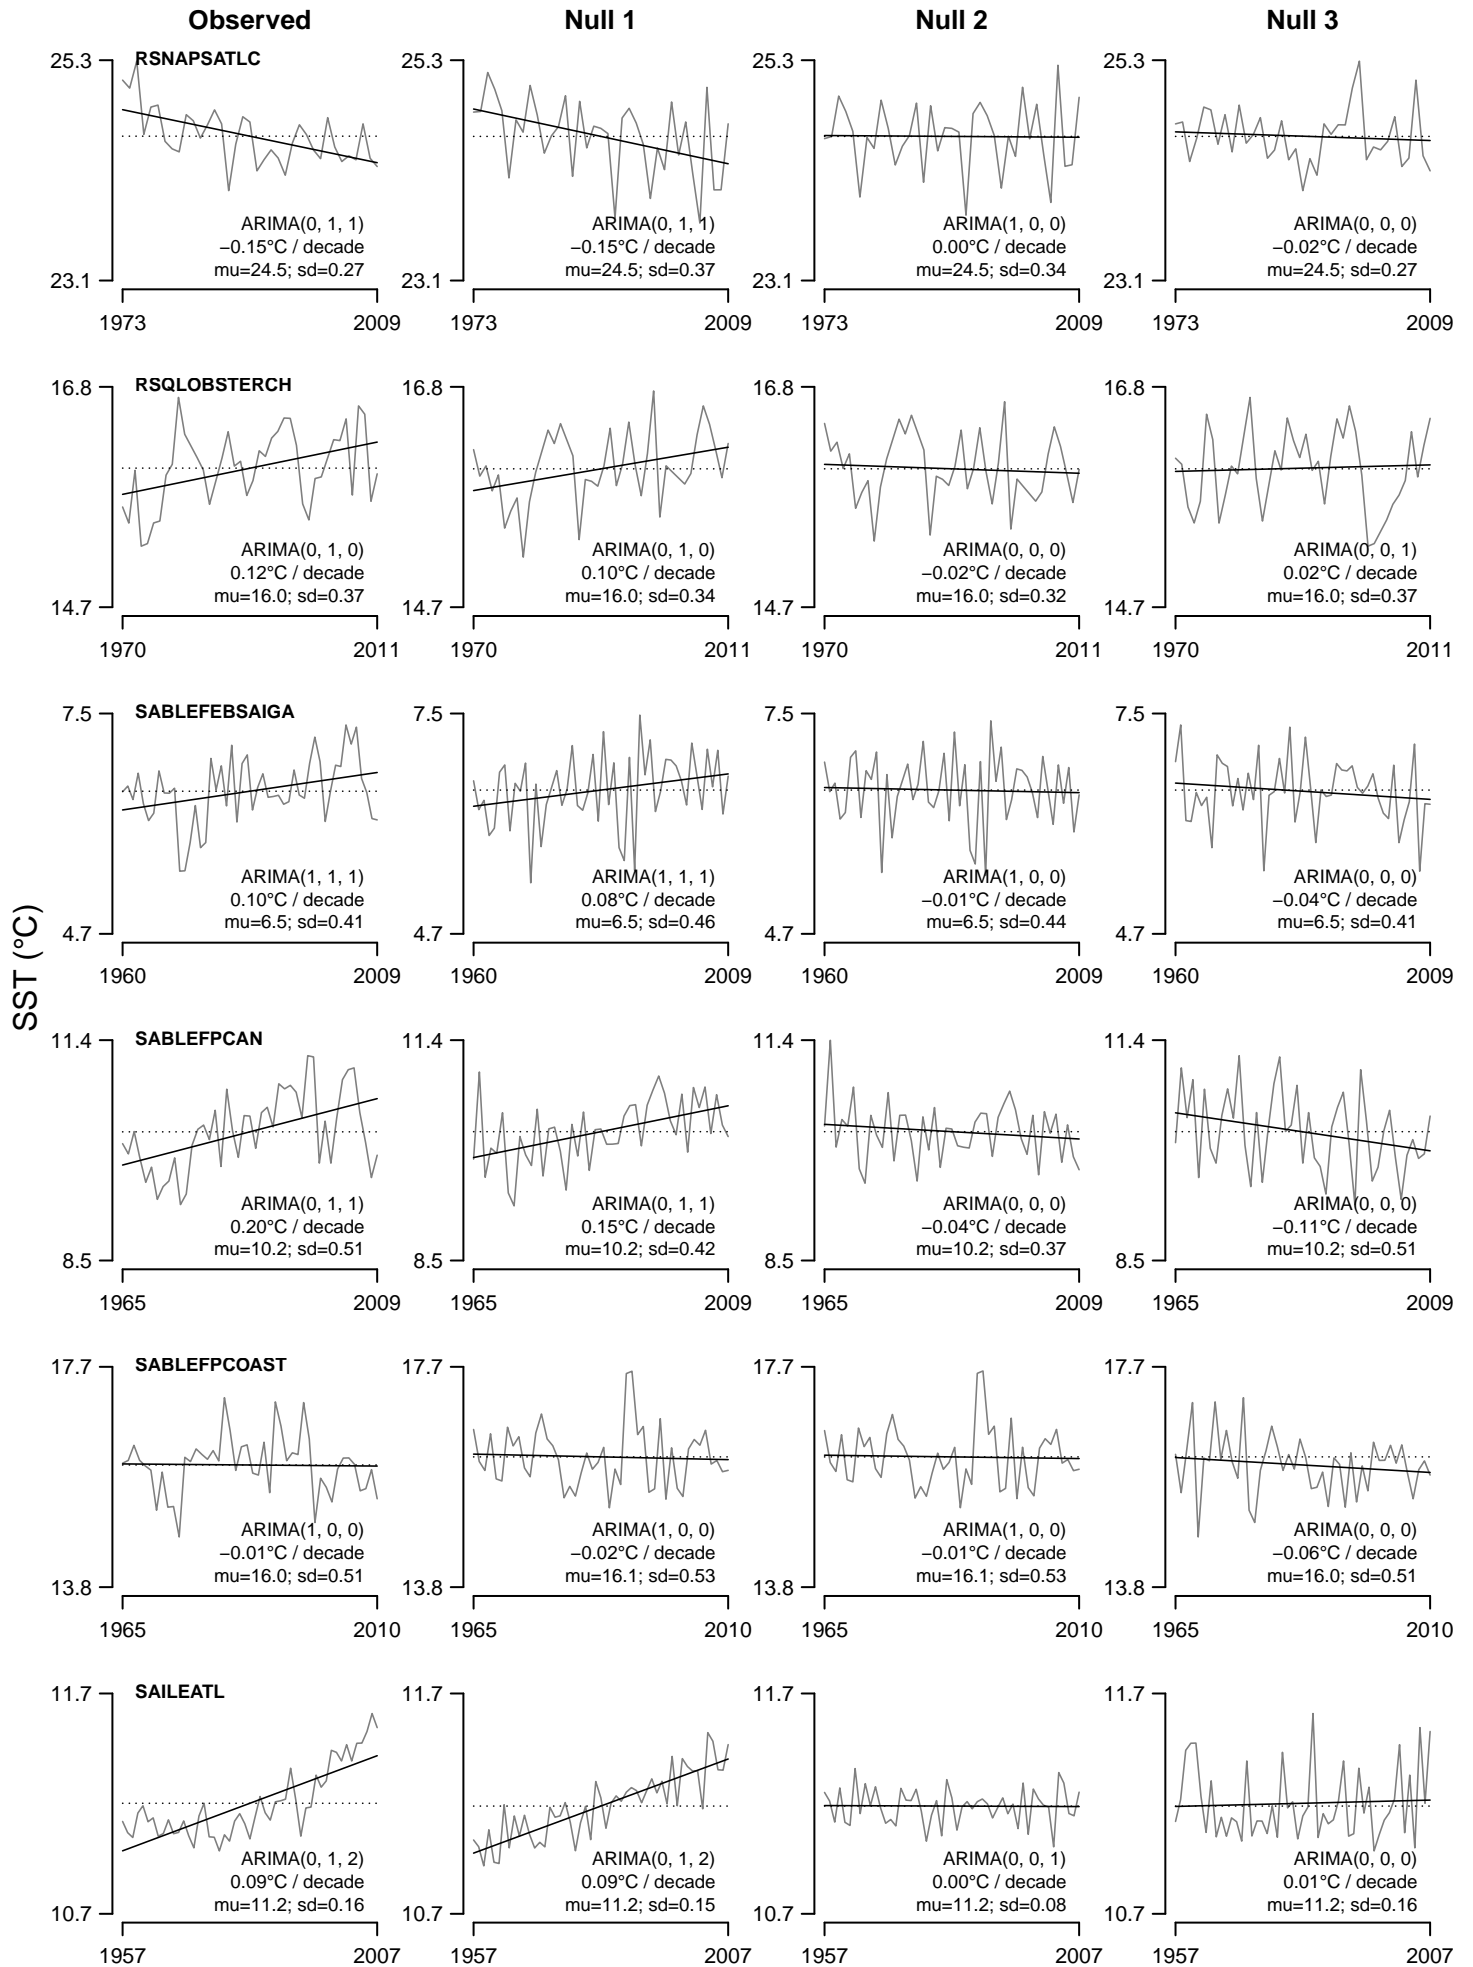 Observed
Null 1
Null 2
Null 3
SST (°C)
RSNAPSATLC
25.3
23.1
1973
2009
ARIMA(0, 1, 1)
−0.15°C / decade
mu=24.5; sd=0.27
25.3
23.1
1973
2009
ARIMA(0, 1, 1)
−0.15°C / decade
mu=24.5; sd=0.37
25.3
23.1
1973
2009
ARIMA(1, 0, 0)
0.00°C / decade
mu=24.5; sd=0.34
25.3
23.1
1973
2009
ARIMA(0, 0, 0)
−0.02°C / decade
mu=24.5; sd=0.27
RSQLOBSTERCH
16.8
14.7
1970
2011
ARIMA(0, 1, 0)
0.12°C / decade
mu=16.0; sd=0.37
16.8
14.7
1970
2011
ARIMA(0, 1, 0)
0.10°C / decade
mu=16.0; sd=0.34
16.8
14.7
1970
2011
ARIMA(0, 0, 0)
−0.02°C / decade
mu=16.0; sd=0.32
16.8
14.7
1970
2011
ARIMA(0, 0, 1)
0.02°C / decade
mu=16.0; sd=0.37
SABLEFEBSAIGA
7.5
4.7
1960
2009
ARIMA(1, 1, 1)
0.10°C / decade
mu=6.5; sd=0.41
7.5
4.7
1960
2009
ARIMA(1, 1, 1)
0.08°C / decade
mu=6.5; sd=0.46
7.5
4.7
1960
2009
ARIMA(1, 0, 0)
−0.01°C / decade
mu=6.5; sd=0.44
7.5
4.7
1960
2009
ARIMA(0, 0, 0)
−0.04°C / decade
mu=6.5; sd=0.41
SABLEFPCAN
11.4
8.5
1965
2009
ARIMA(0, 1, 1)
0.20°C / decade
mu=10.2; sd=0.51
11.4
8.5
1965
2009
ARIMA(0, 1, 1)
0.15°C / decade
mu=10.2; sd=0.42
11.4
8.5
1965
2009
ARIMA(0, 0, 0)
−0.04°C / decade
mu=10.2; sd=0.37
11.4
8.5
1965
2009
ARIMA(0, 0, 0)
−0.11°C / decade
mu=10.2; sd=0.51
SABLEFPCOAST
17.7
13.8
1965
2010
ARIMA(1, 0, 0)
−0.01°C / decade
mu=16.0; sd=0.51
17.7
13.8
1965
2010
ARIMA(1, 0, 0)
−0.02°C / decade
mu=16.1; sd=0.53
17.7
13.8
1965
2010
ARIMA(1, 0, 0)
−0.01°C / decade
mu=16.1; sd=0.53
17.7
13.8
1965
2010
ARIMA(0, 0, 0)
−0.06°C / decade
mu=16.0; sd=0.51
SAILEATL
11.7
10.7
1957
2007
ARIMA(0, 1, 2)
0.09°C / decade
mu=11.2; sd=0.16
11.7
10.7
1957
2007
ARIMA(0, 1, 2)
0.09°C / decade
mu=11.2; sd=0.15
11.7
10.7
1957
2007
ARIMA(0, 0, 1)
0.00°C / decade
mu=11.2; sd=0.08
11.7
10.7
1957
2007
ARIMA(0, 0, 0)
0.01°C / decade
mu=11.2; sd=0.16